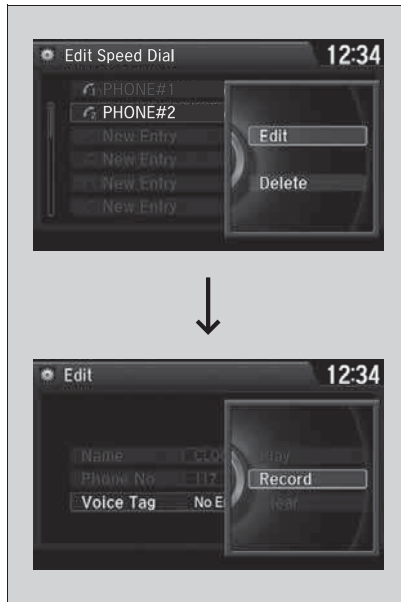 Edit Speed Dial 12:34
PHONE#1
PHONE#2
New Entry
New Entry
New Entry
New Entry
Edit
Delete
Edit 12:34
Name
Phone No
Voice Tag No E
Play
Record
Clear